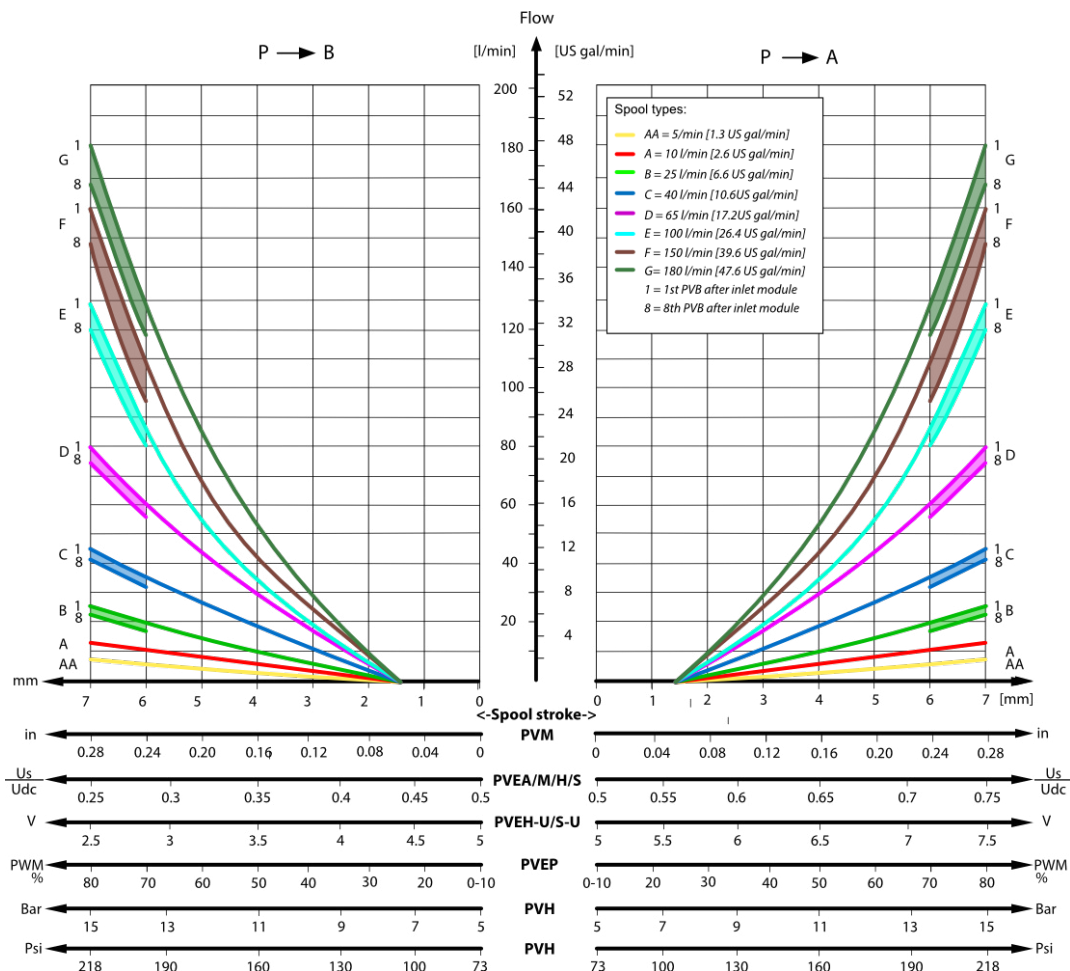 Flow
P → B
[l/min]
[US gal/min]
P → A
200
180
160
140
120
100
80
60
40
20
52
48
44
40
36
32
28
24
20
16
12
8
4
G 1
8
F 1
8
E 1
8
D 1
8
C 1
8
B 1
8
A
AA
Spool types:
AA = 5/min [1.3 US gal/min]
A = 10 l/min [2.6 US gal/min]
B = 25 l/min [6.6 US gal/min]
C = 40 l/min [10.6US gal/min]
D = 65 l/min [17.2US gal/min]
E = 100 l/min [26.4 US gal/min]
F = 150 l/min [39.6 US gal/min]
G= 180 l/min [47.6 US gal/min]
1 = 1st PVB after inlet module
8 = 8th PVB after inlet module
1 G
8
1 F
8
1 E
8
1 D
8
1 C
8
1 B
8
A
AA
mm
7 6 5 4 3 2 1 0
0 1 2 3 4 5 6 7 [mm]
<-Spool stroke->
in PVM in
0.28 0.24 0.20 0.16 0.12 0.08 0.04 0
0 0.04 0.08 0.12 0.16 0.20 0.24 0.28
Us PVEA/M/H/S Us
Udc 0.25 0.3 0.35 0.4 0.45 0.5
0.5 0.55 0.6 0.65 0.7 0.75 Udc
V PVEH-U/S-U V
2.5 3 3.5 4 4.5 5
5 5.5 6 6.5 7 7.5
PWM PVEP PWM
% 80 70 60 50 40 30 20 0-10
0-10 20 30 40 50 60 70 80 %
Bar PVH Bar
15 13 11 9 7 5
5 7 9 11 13 15
Psi PVH Psi
218 190 160 130 100 73
73 100 130 160 190 218